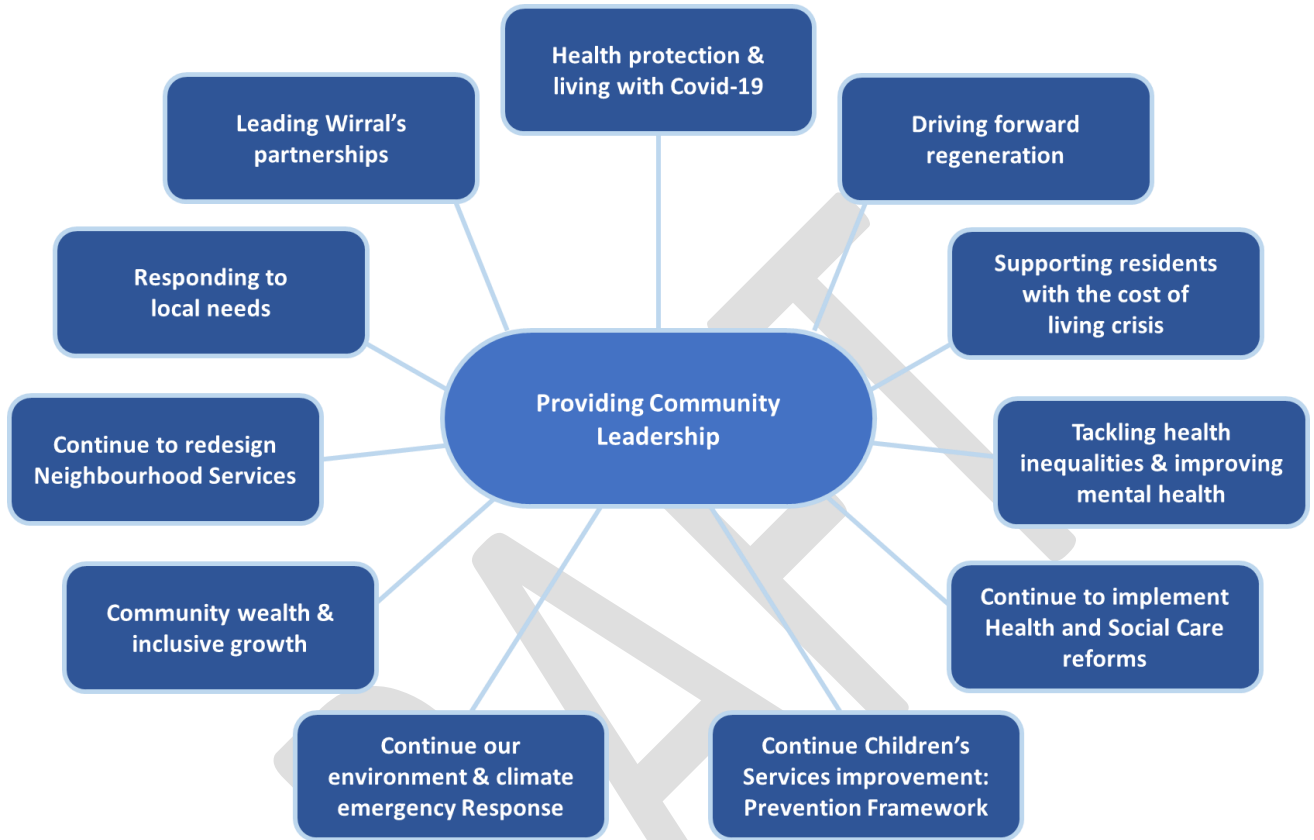 Health protection &
living with Covid-19
Leading Wirral’s
partnerships
Driving forward
regeneration
Responding to
local needs
Supporting residents
with the cost of
living crisis
Providing Community
Leadership
Continue to redesign
Neighbourhood Services
Tackling health
inequalities & improving
mental health
Community wealth &
inclusive growth
Continue to implement
Health and Social Care
reforms
Continue our
environment & climate
emergency Response
Continue Children’s
Services improvement:
Prevention Framework